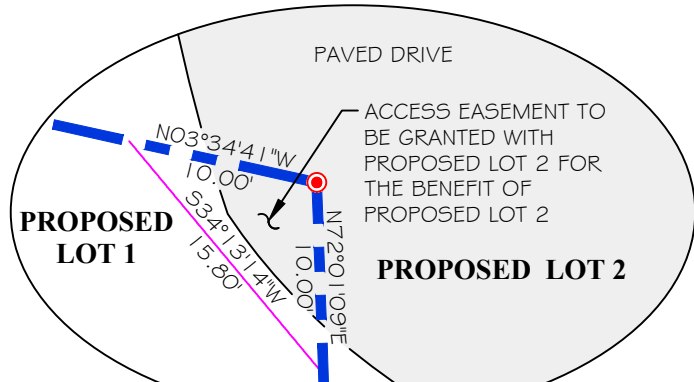 PAVED DRIVE
ACCESS EASEMENT TO
BE GRANTED WITH
PROPOSED LOT 2 FOR
THE BENEFIT OF
PROPOSED LOT 2
N03°34'41"W
10.00'
S34°13'14"W
15.80'
N72°01'09"E
10.00'
PROPOSED
LOT 1
PROPOSED LOT 2